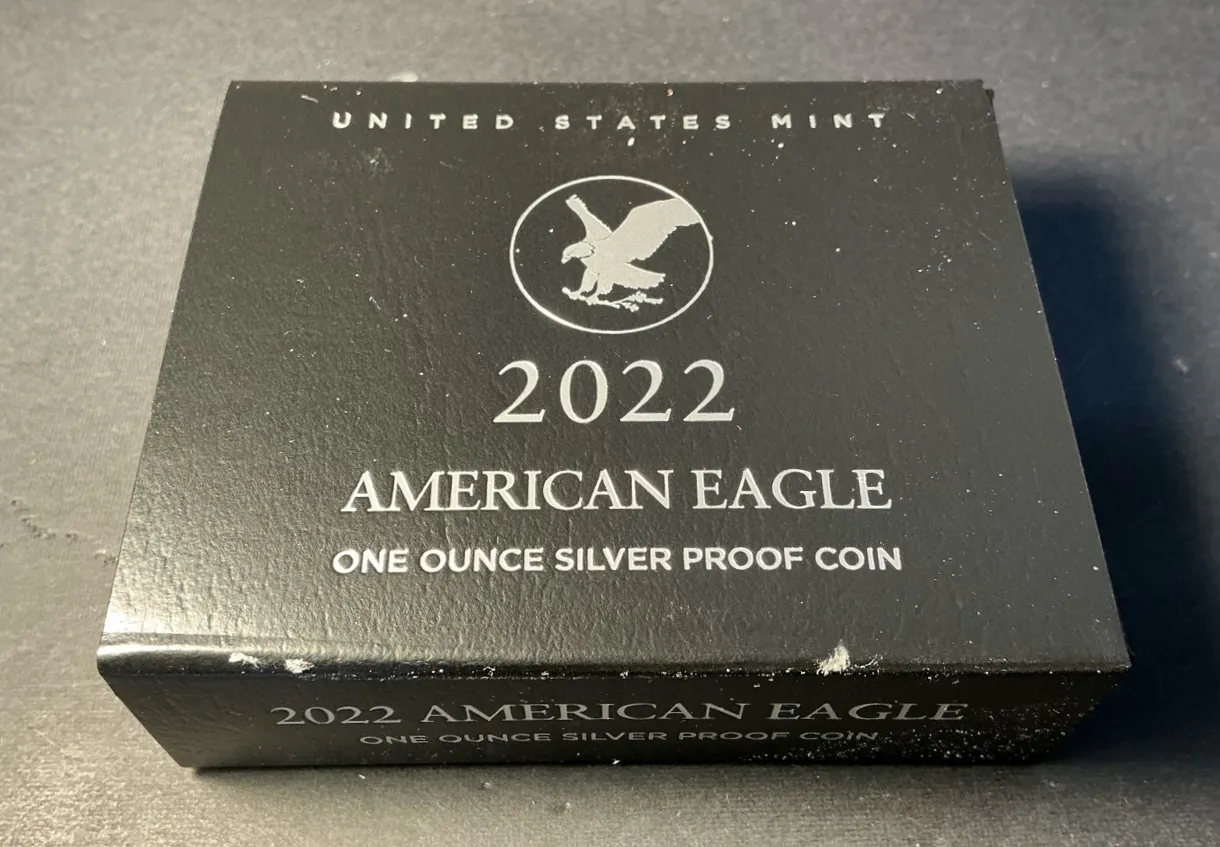 UNITED STATES MINT
2022
AMERICAN EAGLE
ONE OUNCE SILVER PROOF COIN
2022 AMERICAN EAGLE
ONE OUNCE SILVER PROOF COIN